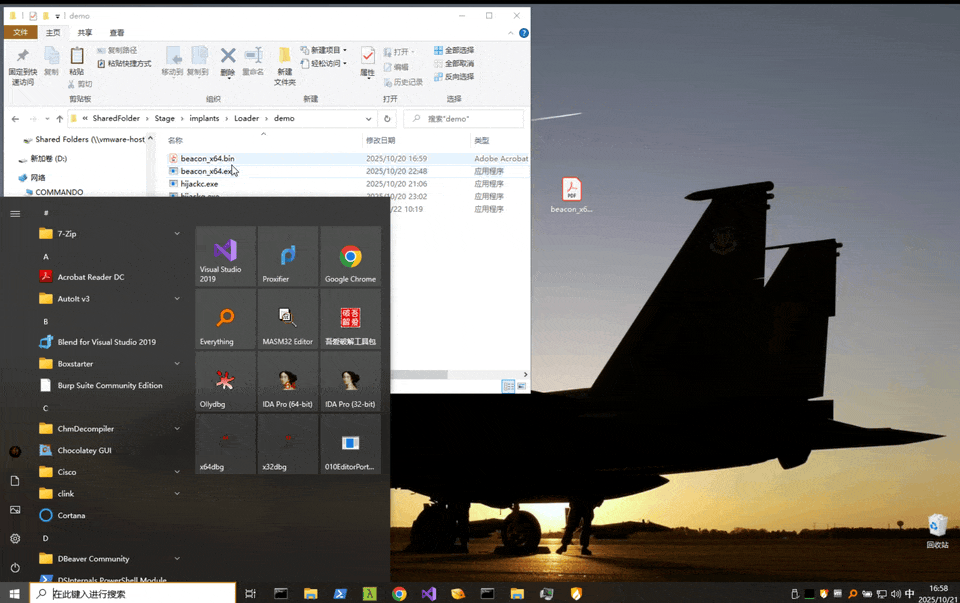 demo
文件
主页
共享
查看
固定到快速访问
复制
粘贴
复制路径
粘贴快捷方式
剪切
剪贴板
移动到
复制到
删除
重命名
组织
新建文件夹
新建项目
轻松访问
新建
属性
打开
编辑
历史记录
打开
全部选择
全部取消
反向选择
选择
« SharedFolder > Stage > implants > Loader > demo
搜索"demo"
Shared Folders (\\vmware-host
新加卷 (D:)
网络
COMMANDO
名称
修改日期
类型
beacon_x64.bin 2025/10/20 16:59 Adobe Acrobat
beacon_x64.exe 2025/10/20 22:48 应用程序
hijackc.exe 2025/10/20 21:06 应用程序
2025/10/20 23:02 应用程序
/22 10:19 应用程序
beacon_x6...
#
7-Zip
A
Acrobat Reader DC
AutoIt v3
B
Blend for Visual Studio 2019
Boxstarter
Burp Suite Community Edition
C
ChmDecompiler
Chocolatey GUI
Cisco
clink
Cortana
D
DBeaver Community
DSInternals PowerShell Module
Visual Studio 2019
Proxifier
Google Chrome
Everything
MASM32 Editor
吾爱破解
吾爱破解工具包
Ollydbg
IDA Pro (64-bit)
IDA Pro (32-bit)
x64dbg
x32dbg
010EditorPort...
回收站
在此键入进行搜索
中
16:58
2025/10/21